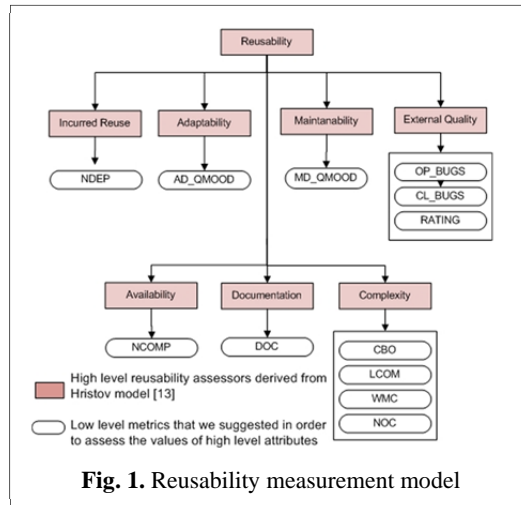 Reusability
Incurred Reuse
Adaptability
Maintanability
External Quality
NDEP
AD_QMOOD
MD_QMOOD
OP_BUGS
CL_BUGS
RATING
Availability
Documentation
Complexity
NCOMP
DOC
CBO
LCOM
WMC
NOC
High level reusability assessors derived from
Hristov model [13]
Low level metrics that we suggested in order
to assess the values of high level attributes
Fig. 1. Reusability measurement model